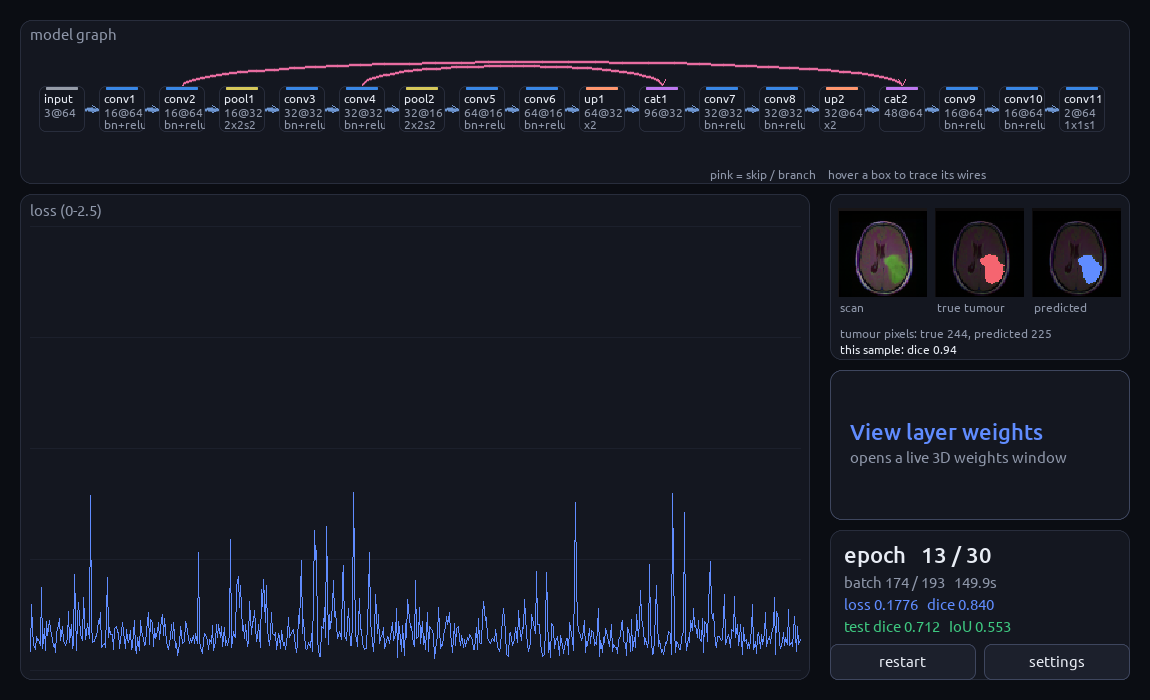 model graph
input conv1 conv2 pool1 conv3 conv4 pool2 conv5 conv6 up1 cat1 conv7 conv8 up2 cat2 conv9 conv10 conv11
3@64 16@64 16@64 16@32 32@32 32@32 32@16 64@16 64@16 64@32 96@32 32@32 32@32 32@64 48@64 16@64 16@64 2@64
bn+relu bn+relu 2x2s2 bn+relu bn+relu 2x2s2 bn+relu bn+relu x2 bn+relu bn+relu x2 bn+relu bn+relu 1x1s1
pink = skip / branch hover a box to trace its wires
loss (0-2.5)
scan true tumour predicted
tumour pixels: true 244, predicted 225
this sample: dice 0.94
View layer weights
opens a live 3D weights window
epoch 13 / 30
batch 174 / 193 149.9s
loss 0.1776 dice 0.840
test dice 0.712 IoU 0.553
restart settings